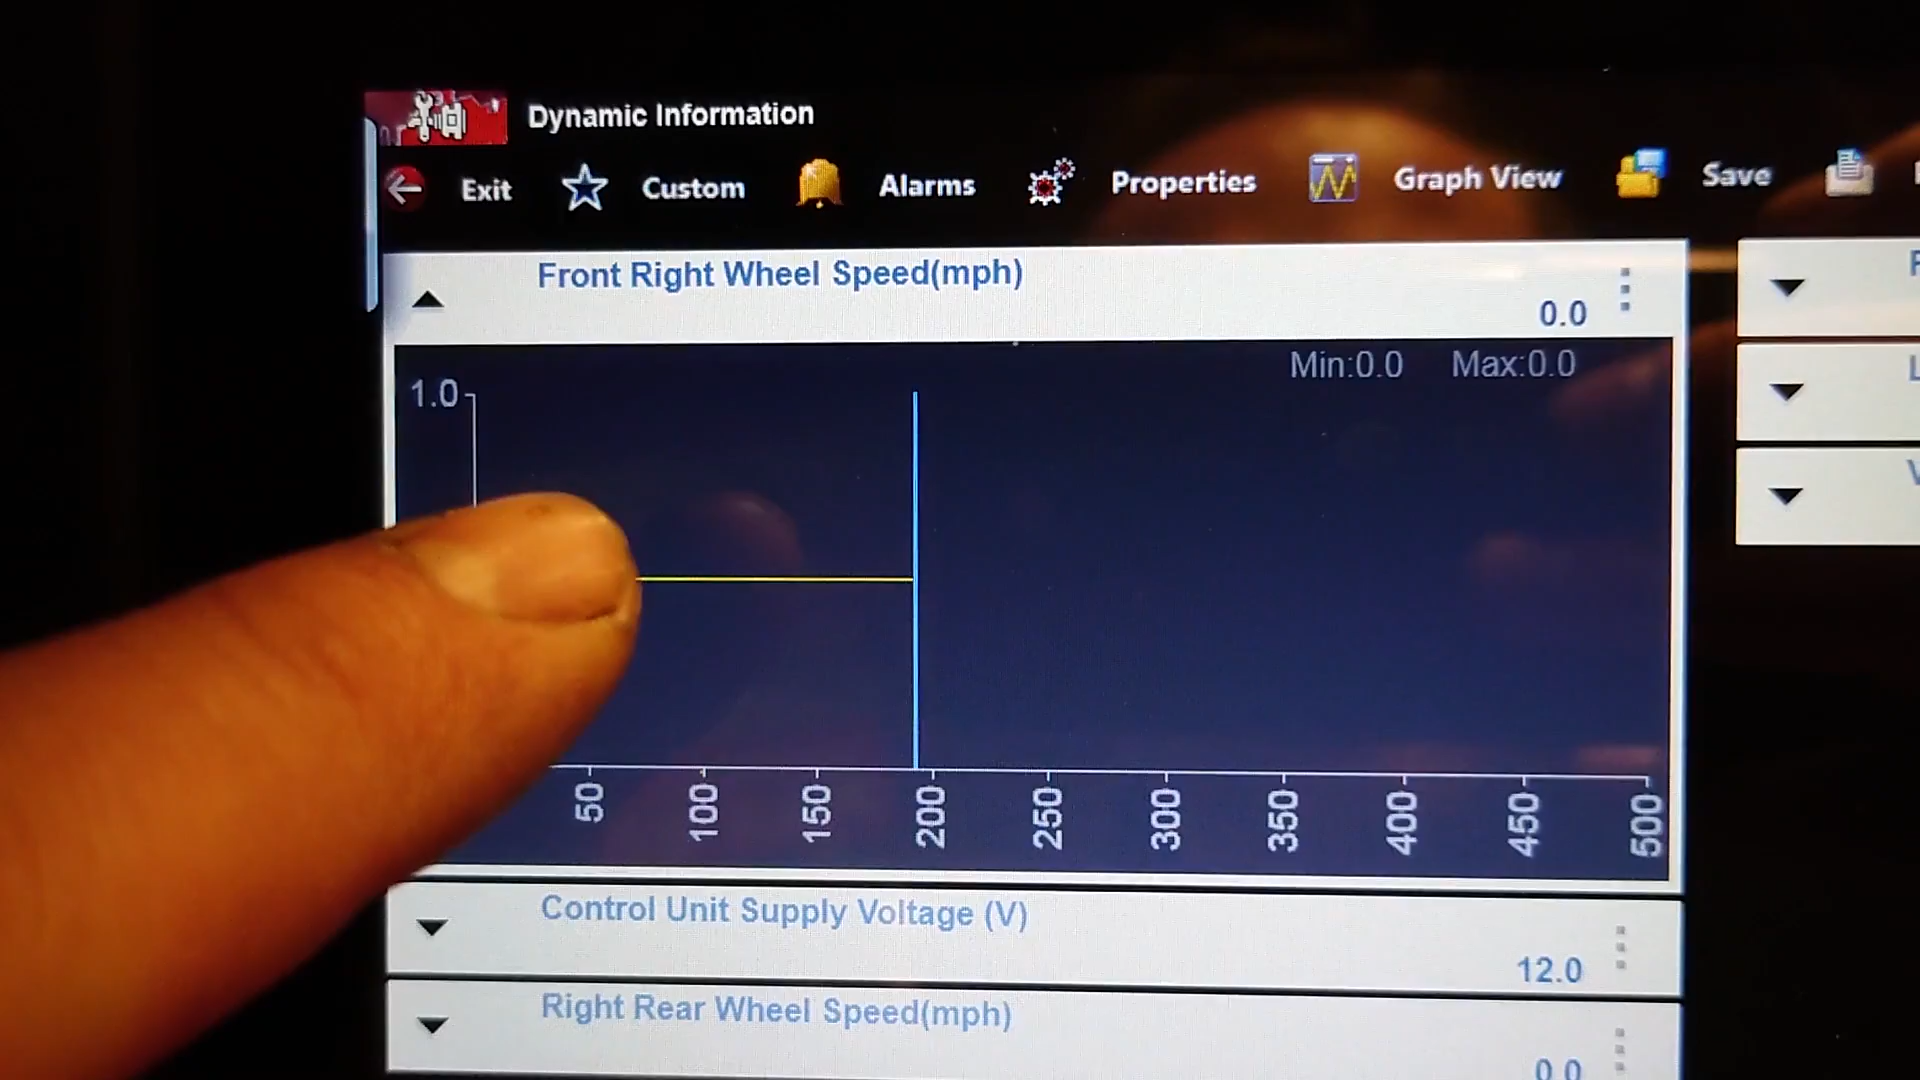 Dynamic Information
Exit Custom Alarms Properties Graph View Save
Front Right Wheel Speed(mph)
0.0
Min:0.0 Max:0.0
1.0
50 100 150 200 250 300 350 400 450 500
Control Unit Supply Voltage (V)
12.0
Right Rear Wheel Speed(mph)
0.0